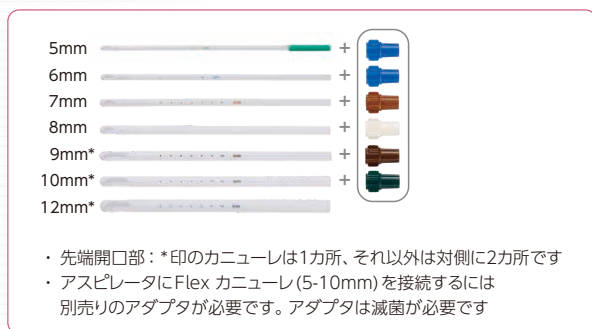 5mm +
6mm +
7mm +
8mm +
9mm* +
10mm* +
12mm*
・ 先端開口部：*印のカニューレは1カ所、それ以外は対側に2カ所です
・ アスピレータにFlex カニューレ(5-10mm)を接続するには
別売りのアダプタが必要です。アダプタは滅菌が必要です